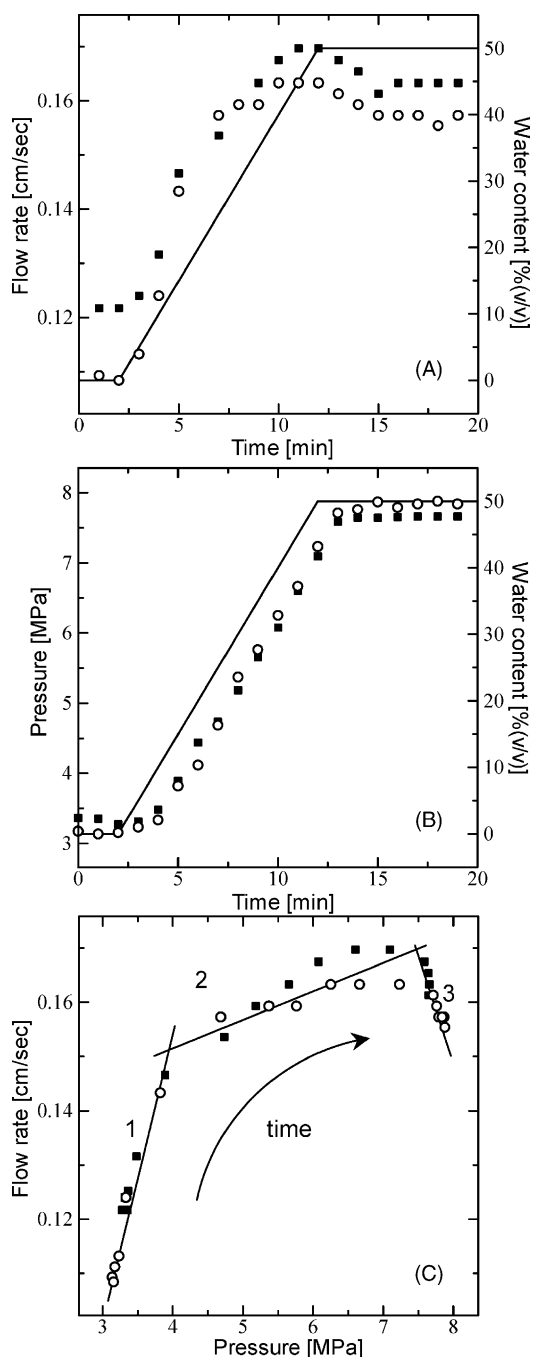 0.16
0.14
0.12
Flow rate [cm/sec]
50
40
30
20
10
0
Water content [%(v/v)]
(A)
0 5 10 15 20
Time [min]
8
7
6
5
4
3
Pressure [MPa]
50
40
30
20
10
0
Water content [%(v/v)]
(B)
0 5 10 15 20
Time [min]
0.16
0.14
0.12
Flow rate [cm/sec]
2
3
1
time
(C)
3 4 5 6 7 8
Pressure [MPa]